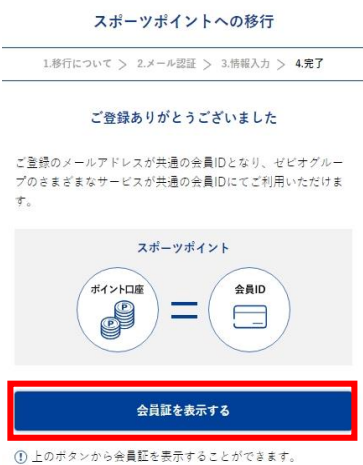 スポーツポイントへの移行
1.移行について ＞ 2.メール認証 ＞ 3.情報入力 ＞ 4.完了
ご登録ありがとうございました
ご登録のメールアドレスが共通の会員IDとなり、ゼビオグルー
プのさまざまなサービスが共通の会員IDにてご利用いただけま
す。
スポーツポイント
ポイント口座 = 会員ID
P
P
会員証を表示する
! 上のボタンから会員証を表示することができます。